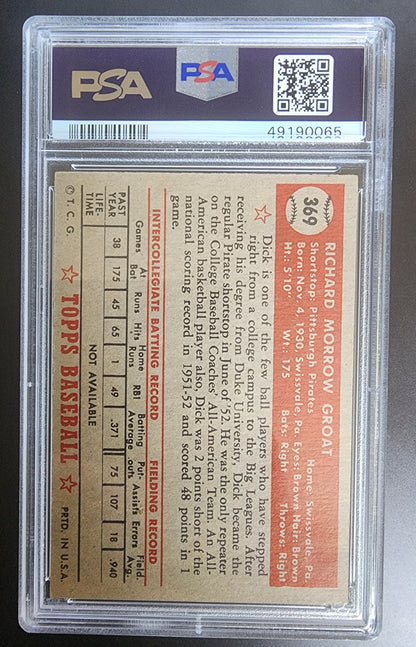 PSA
PSA
49190065
369
RICHARD MORROW GROAT
Shortstop: Pittsburgh Pirates Home: Swissvale, Pa.
Born: Nov. 4, 1930, Swissvale, Pa. Eyes: Brown Hair: Brown
Ht.: 5'10" Wt.: 175 Bats: Right Throws: Right
Dick is one of the few ball players who have stepped
right from a college campus to the Big Leagues. After
receiving his degree from Duke University, Dick became the
regular Pirate shortstop in June of '52. He was the only repeater
on the College Baseball Coaches' All-American Team. An All-
American basketball player also, Dick was 2 points short of the
national scoring record in 1951-52 and scored 48 points in 1
game.
INTERCOLLEGIATE BATTING RECORD FIELDING RECORD
Games At Bat Runs Hits Home Runs RBI Batting Average Put-outs Assists Errors Field. Avg.
PAST YEAR 38 175 45 65 1 49 .371 75 107 18 .940
LIFE-TIME NOT AVAILABLE
© T. C. G. TOPPS BASEBALL PRTD. IN U.S.A.